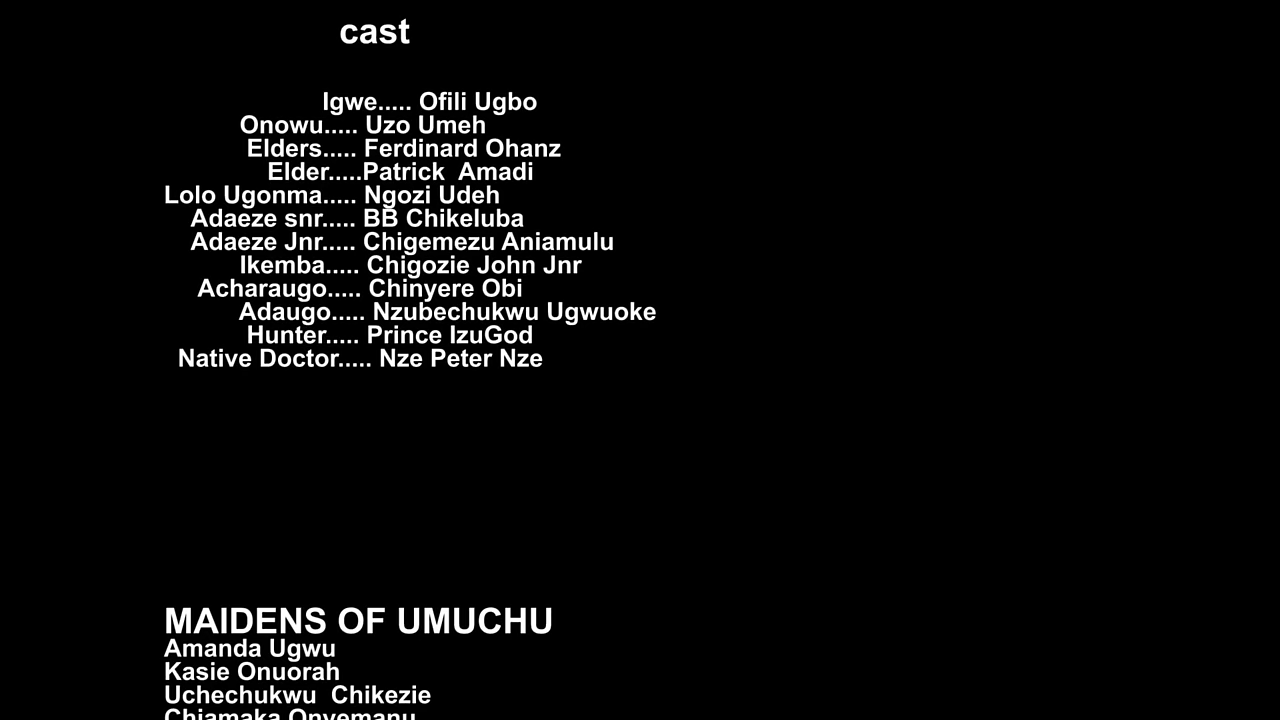 cast
Igwe..... Ofili Ugbo
Onowu..... Uzo Umeh
Elders..... Ferdinard Ohanz
Elder.....Patrick  Amadi
Lolo Ugonma..... Ngozi Udeh
Adaeze snr..... BB Chikeluba
Adaeze Jnr..... Chigemezu Aniamulu
Ikemba..... Chigozie John Jnr
Acharaugo..... Chinyere Obi
Adaugo..... Nzubechukwu Ugwuoke
Hunter..... Prince IzuGod
Native Doctor..... Nze Peter Nze
MAIDENS OF UMUCHU
Amanda Ugwu
Kasie Onuorah
Uchechukwu  Chikezie
Chiamaka Onyemanu